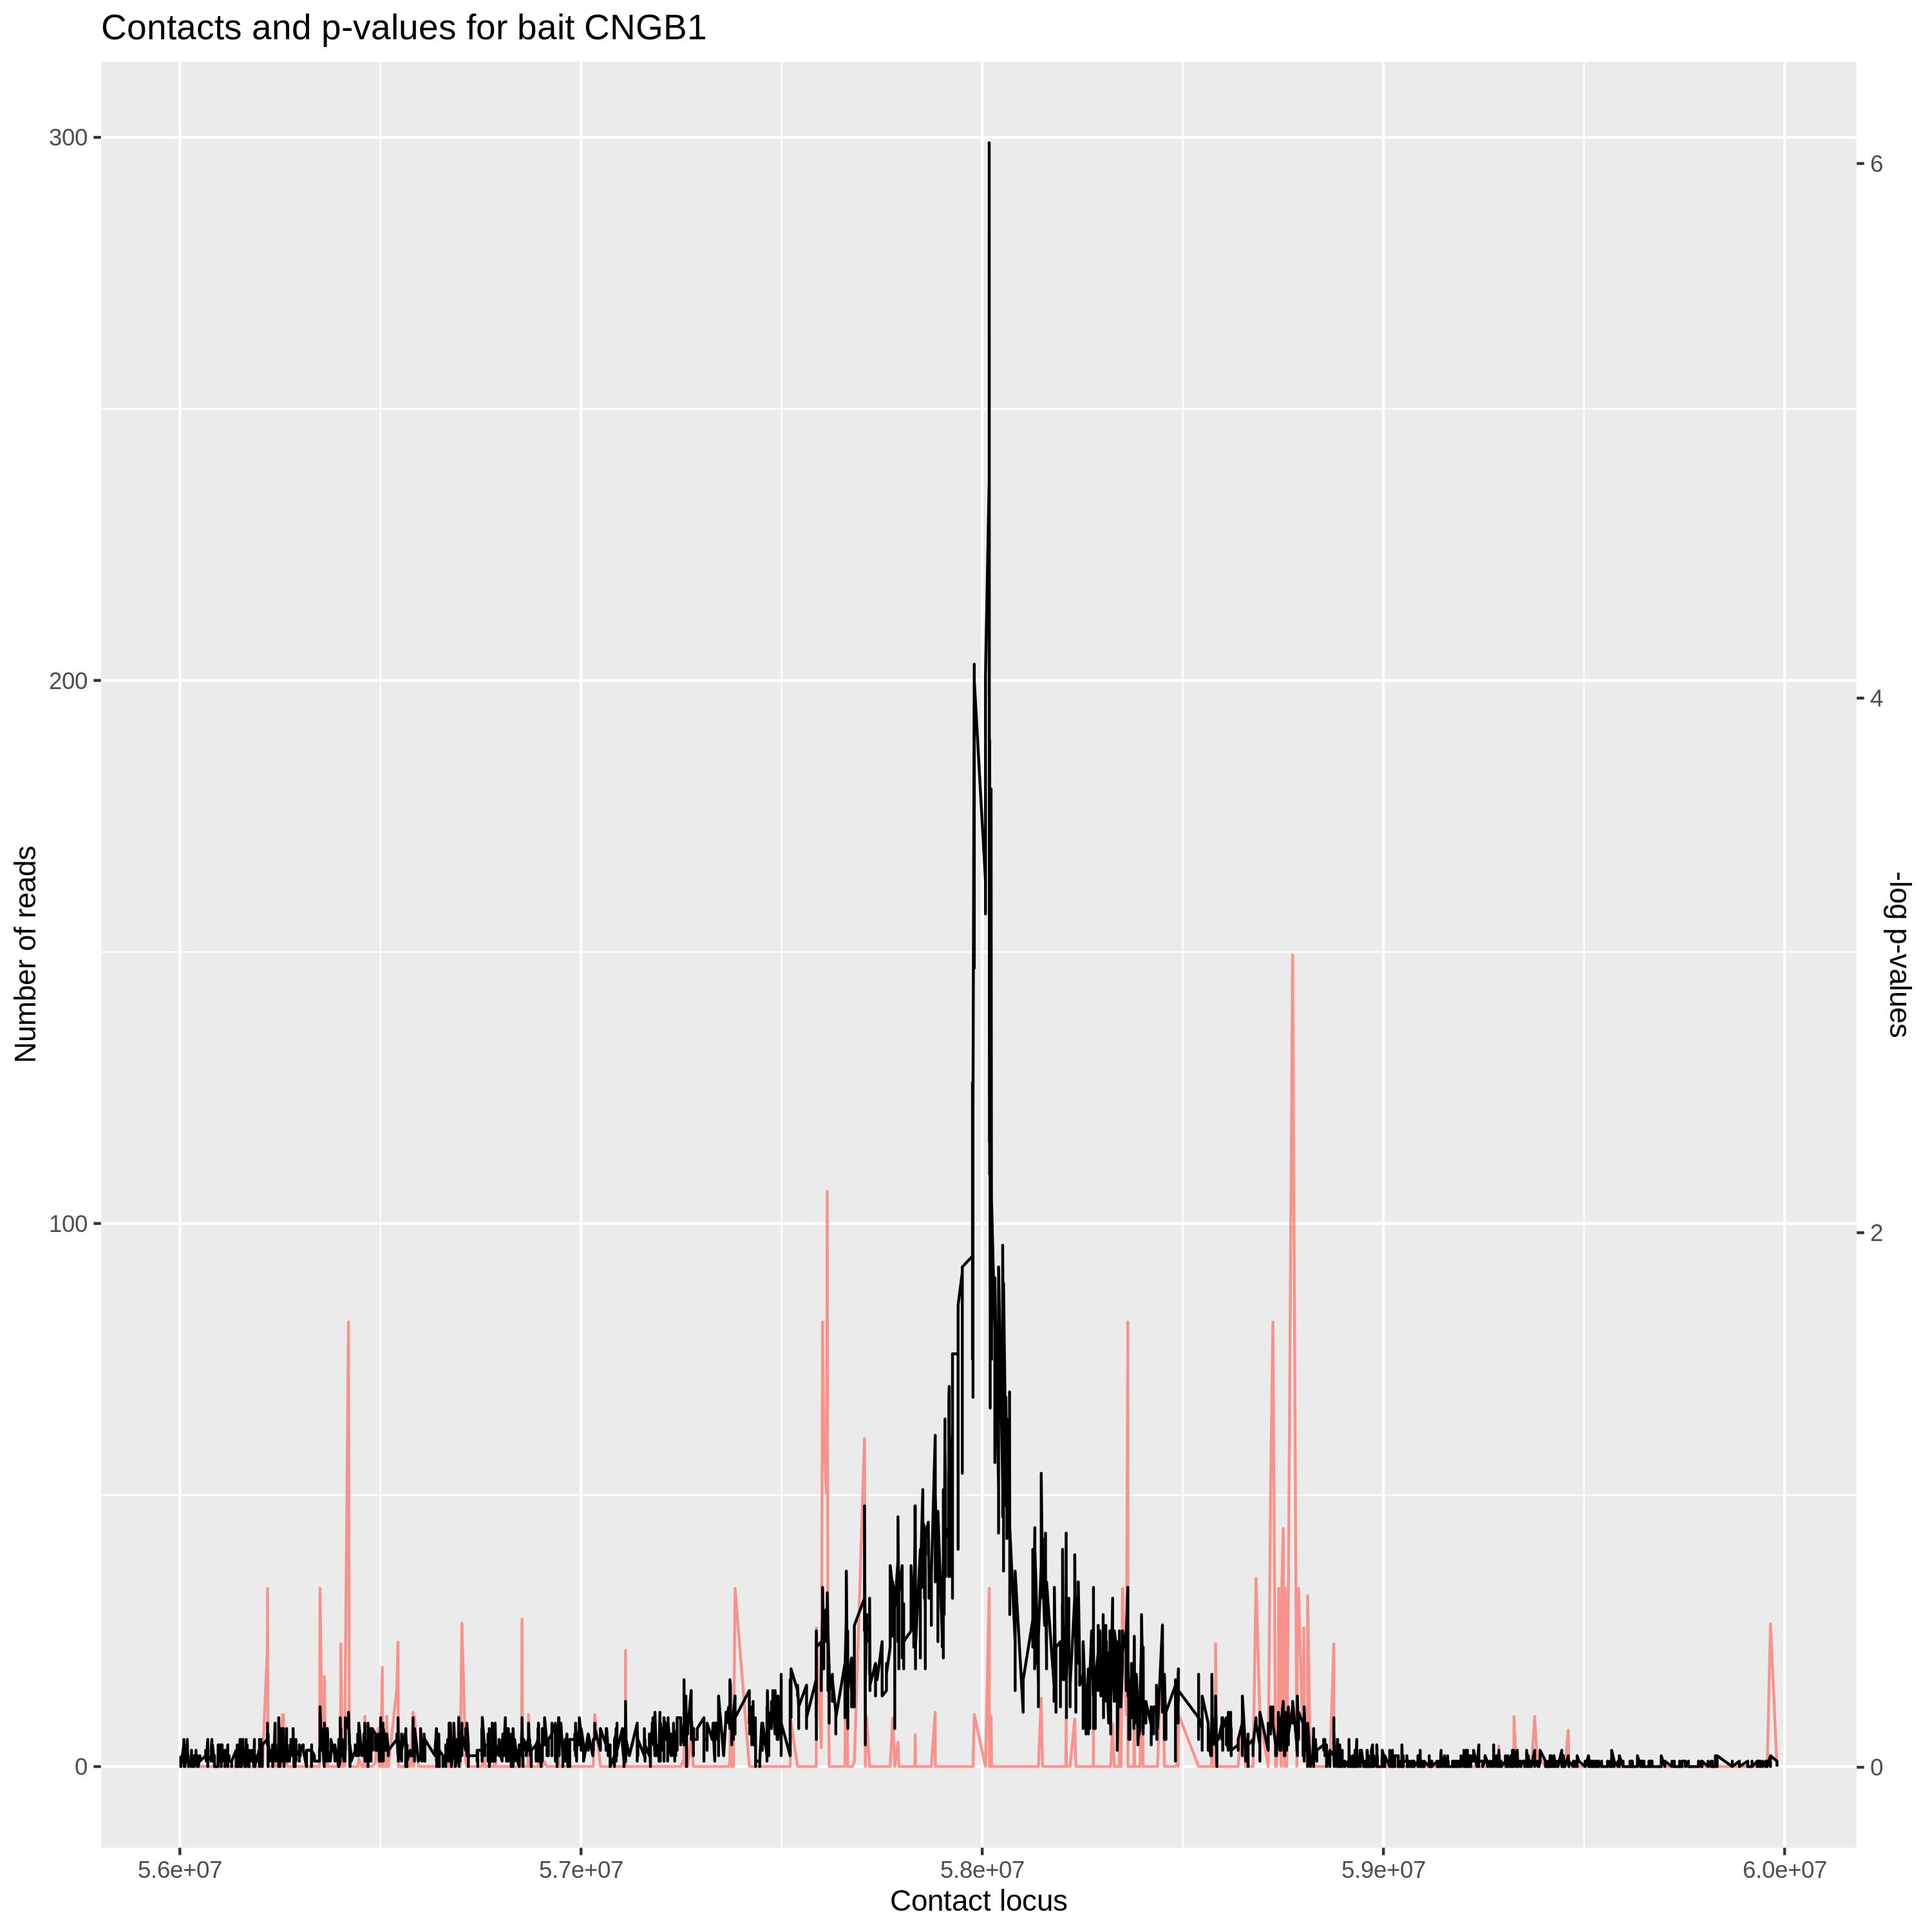 Contacts and p-values for bait CNGB1
300
200
100
0
Number of reads
6
4
2
0
-log p-values
5.6e+07 5.7e+07 5.8e+07 5.9e+07 6.0e+07
Contact locus